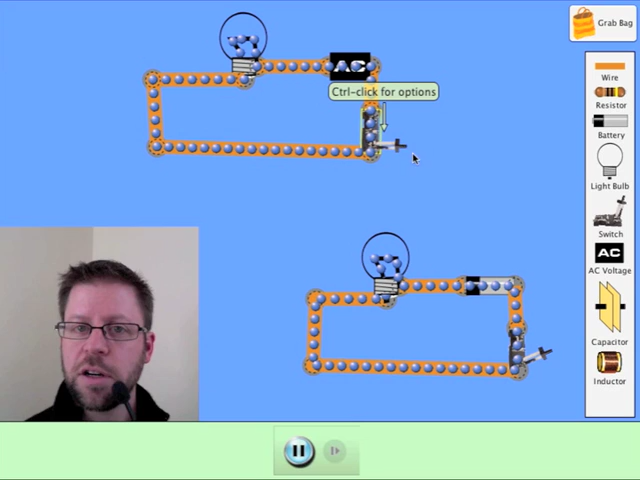 Grab Bag
AC
Ctrl-click for options
Wire
Resistor
Battery
Light Bulb
Switch
AC
AC Voltage
Capacitor
Inductor